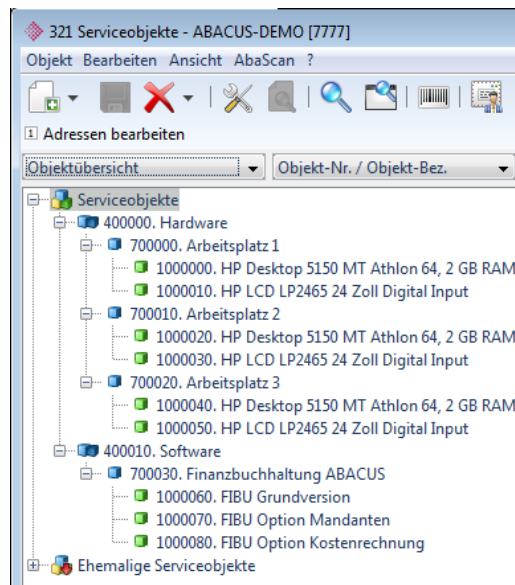 321 Serviceobjekte - ABACUS-DEMO [7777]
Objekt Bearbeiten Ansicht AbaScan ?
1 Adressen bearbeiten
Objektübersicht Objekt-Nr. / Objekt-Bez.
Serviceobjekte
400000. Hardware
700000. Arbeitsplatz 1
1000000. HP Desktop 5150 MT Athlon 64, 2 GB RAM
1000010. HP LCD LP2465 24 Zoll Digital Input
700010. Arbeitsplatz 2
1000020. HP Desktop 5150 MT Athlon 64, 2 GB RAM
1000030. HP LCD LP2465 24 Zoll Digital Input
700020. Arbeitsplatz 3
1000040. HP Desktop 5150 MT Athlon 64, 2 GB RAM
1000050. HP LCD LP2465 24 Zoll Digital Input
400010. Software
700030. Finanzbuchhaltung ABACUS
1000060. FIBU Grundversion
1000070. FIBU Option Mandanten
1000080. FIBU Option Kostenrechnung
Ehemalige Serviceobjekte